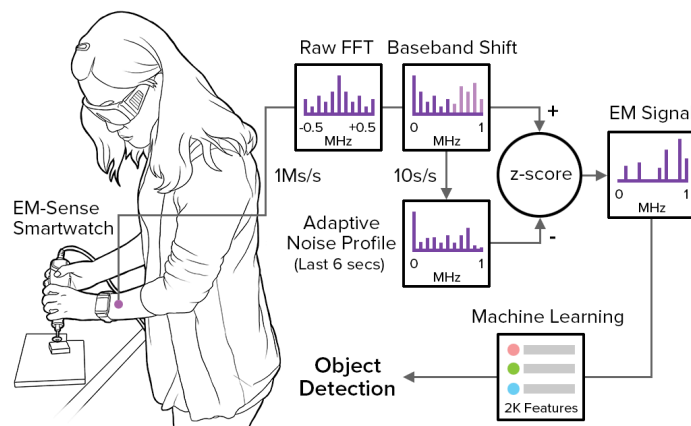 Raw FFT
Baseband Shift
-0.5 +0.5
MHz
0 1
MHz
+
EM Signal
0 1
MHz
1Ms/s
10s/s
z-score
EM-Sense
Smartwatch
Adaptive
Noise Profile
(Last 6 secs)
0 1
MHz
-
Machine Learning
2K Features
Object
Detection